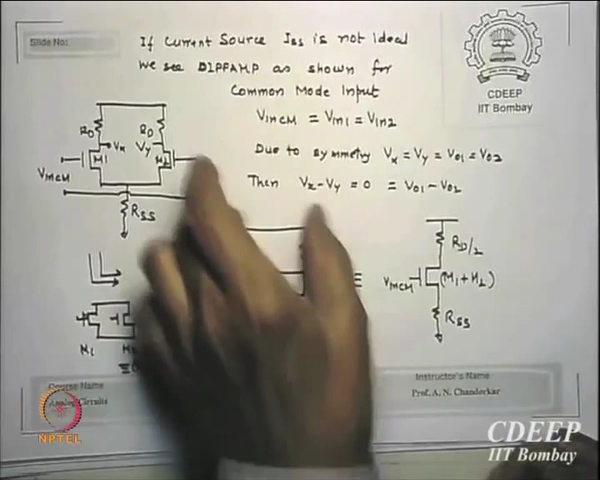 Slide No:
If Current Source ISS is not ideal
We see DIFFAMP as shown for
Common Mode Input
VinCM = Vin1 = Vin2
Due to symmetry Vx = Vy = Vo1 = Vo2
Then Vx - Vy = 0 = Vo1 - Vo2
CDEEP
IIT Bombay
RD
RD
Vx
Vy
M1
M2
VinCM
RSS
RD/2
VinCM
(M1 + M2)
RSS
M1
Course Name
Analog Circuits
Instructor's Name
Prof. A. N. Chandorkar
NPTEL
CDEEP
IIT Bombay